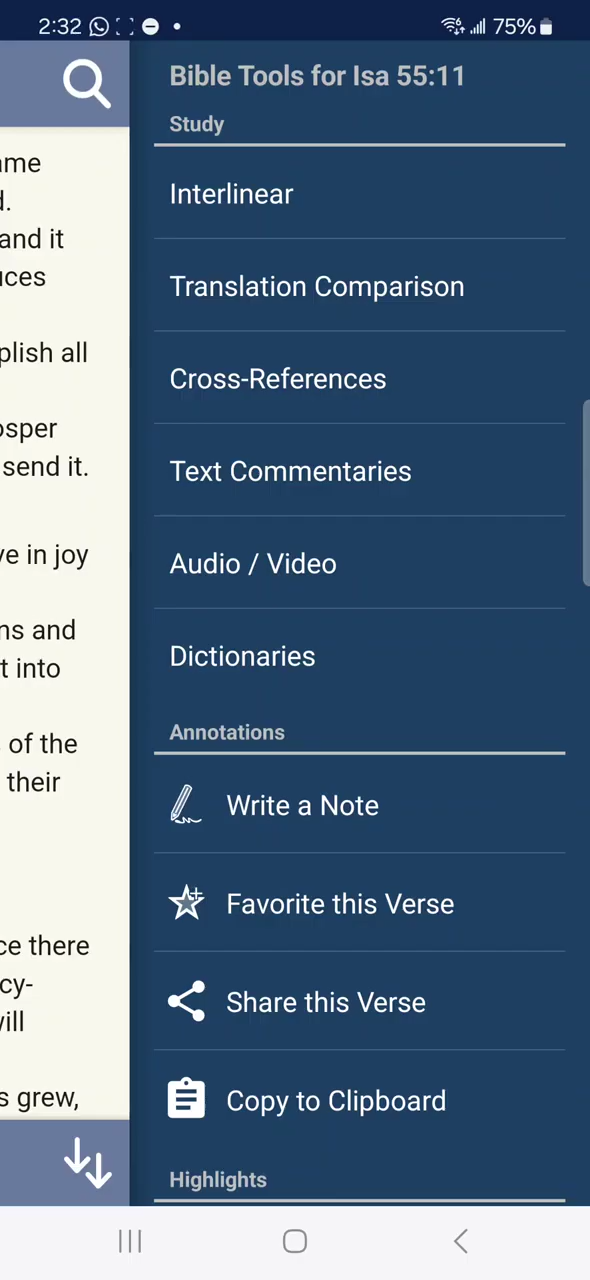 2:32
75%
Bible Tools for Isa 55:11
Study
Interlinear
Translation Comparison
Cross-References
Text Commentaries
Audio / Video
Dictionaries
Annotations
Write a Note
Favorite this Verse
Share this Verse
Copy to Clipboard
Highlights
ame
d.
and it
uces
plish all
osper
send it.
ve in joy
ns and
t into
of the
their
ce there
cy-
vill
s grew,